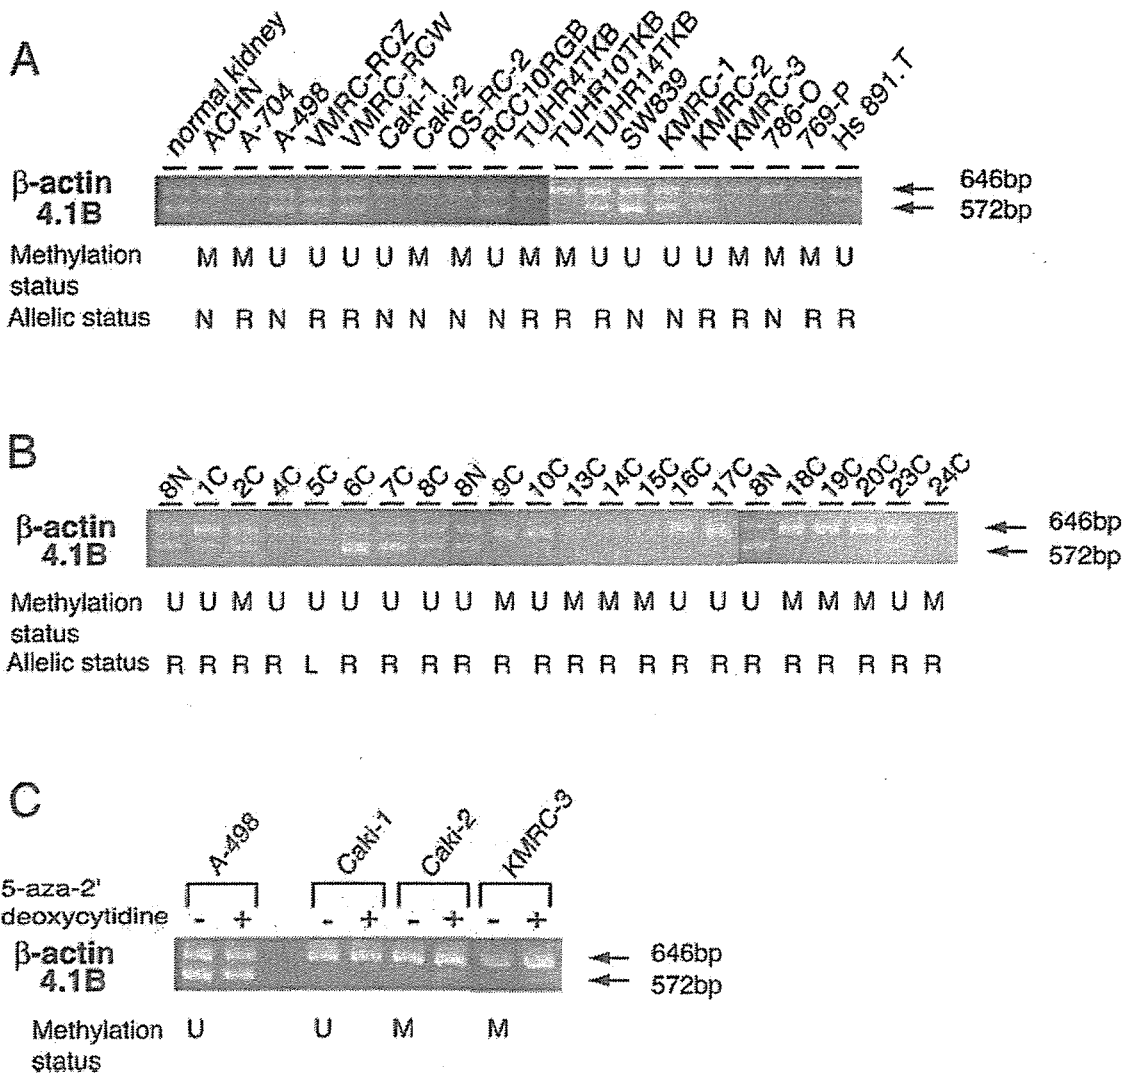 A
normal kidney
ACHN
A-704
A-498
VMRC-RCZ
VMRC-RCW
Caki-1
Caki-2
OS-RC-2
RCC10RGB
TUHR4TKB
TUHR10TKB
TUHR14TKB
SW839
KMRC-1
KMRC-2
KMRC-3
786-O
769-P
Hs 891.T
β-actin 646bp
4.1B 572bp
Methylation status M M U U U U M M U M M U U U U M M M U
Allelic status N R N R R N N N N R R R N N R R N R R
B
8N 1C 2C 4C 5C 6C 7C 8C 8N 9C 10C 13C 14C 15C 16C 17C 8N 18C 19C 20C 23C 24C
β-actin 646bp
4.1B 572bp
Methylation status U U M U U U U U U M U M M M U U U M M M U M
Allelic status R R R R L R R R R R R R R R R R R R R R R R
C
A-498 Caki-1 Caki-2 KMRC-3
5-aza-2'
deoxycytidine - + - + - + - +
β-actin 646bp
4.1B 572bp
Methylation status U U M M